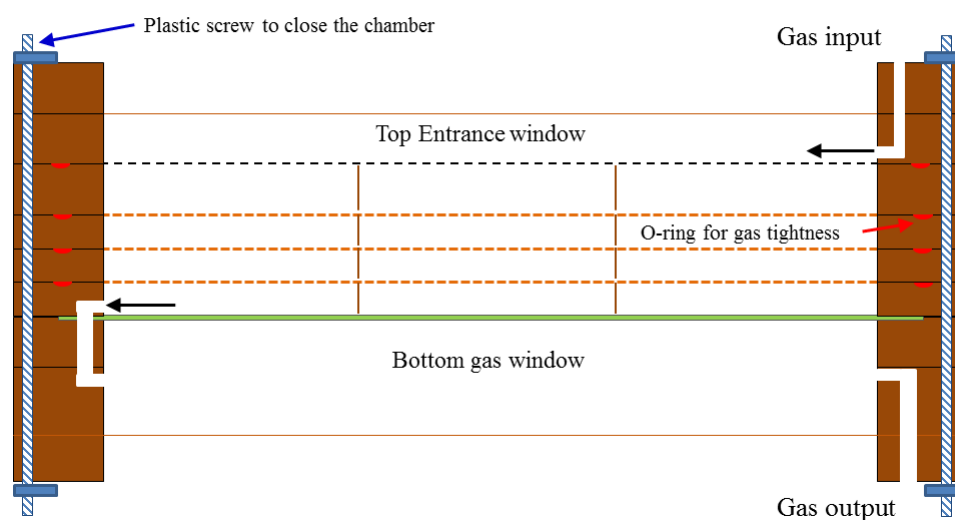 Plastic screw to close the chamber
Gas input
Top Entrance window
O-ring for gas tightness
Bottom gas window
Gas output